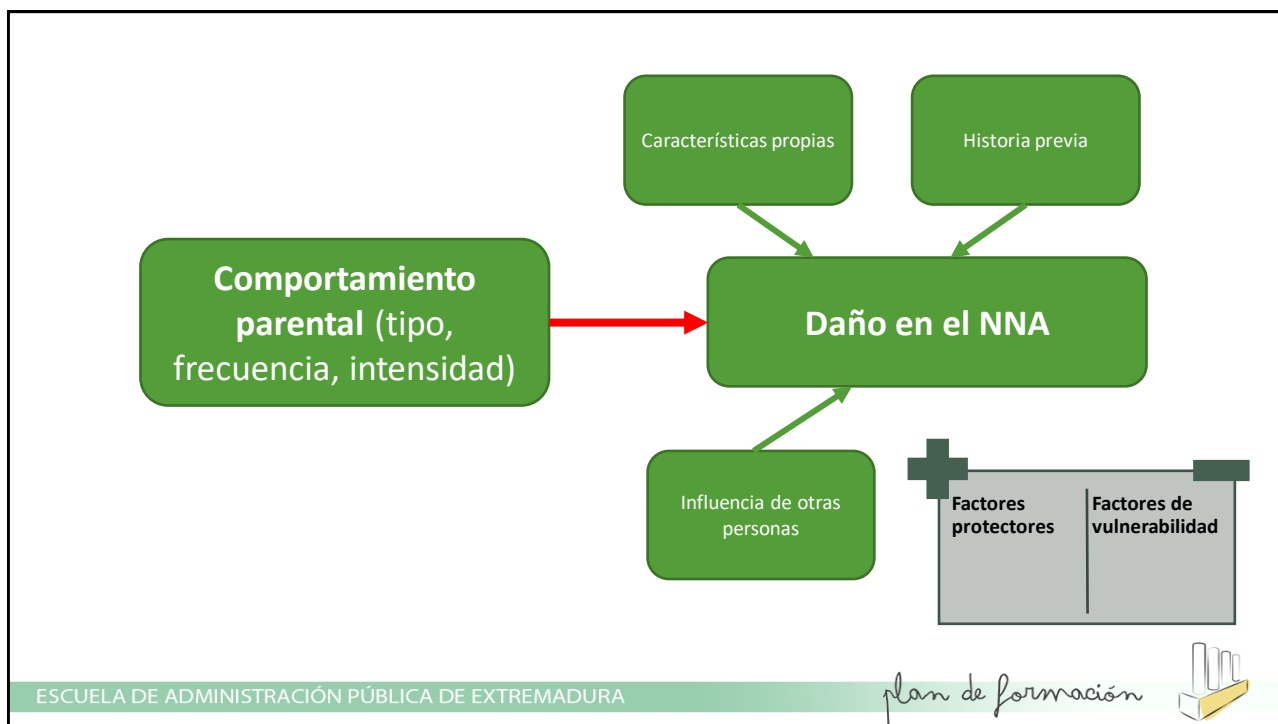 Características propias
Historia previa
Comportamiento
parental (tipo,
frecuencia, intensidad)
Daño en el NNA
Influencia de otras
personas
Factores
protectores
Factores de
vulnerabilidad
ESCUELA DE ADMINISTRACIÓN PÚBLICA DE EXTREMADURA
plan de formación